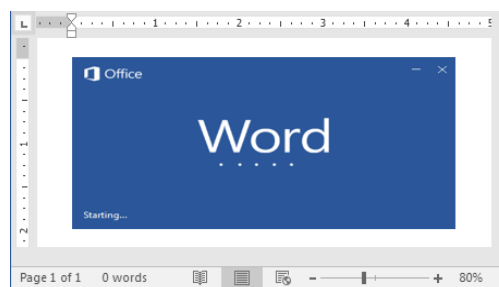 L 1 2 3 4 5
Office
Word
Starting...
1
2
Page 1 of 1 0 words 80%